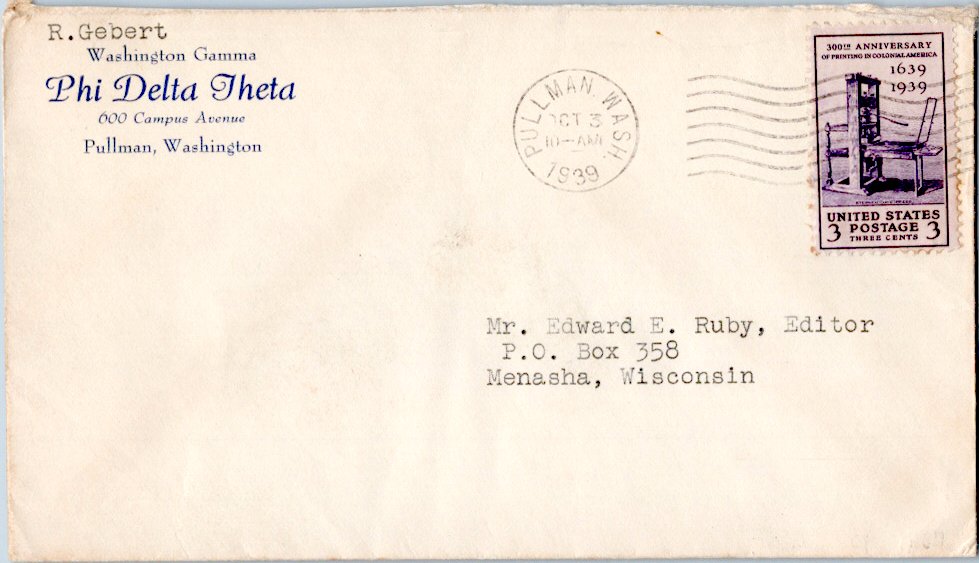 R.Gebert
Washington Gamma
Phi Delta Theta
600 Campus Avenue
Pullman, Washington
PULLMAN, WASH.
OCT 3
10-AM
1939
300TH ANNIVERSARY
OF PRINTING IN COLONIAL AMERICA
1639
1939
UNITED STATES
3 POSTAGE 3
THREE CENTS
Mr. Edward E. Ruby, Editor
P.O. Box 358
Menasha, Wisconsin